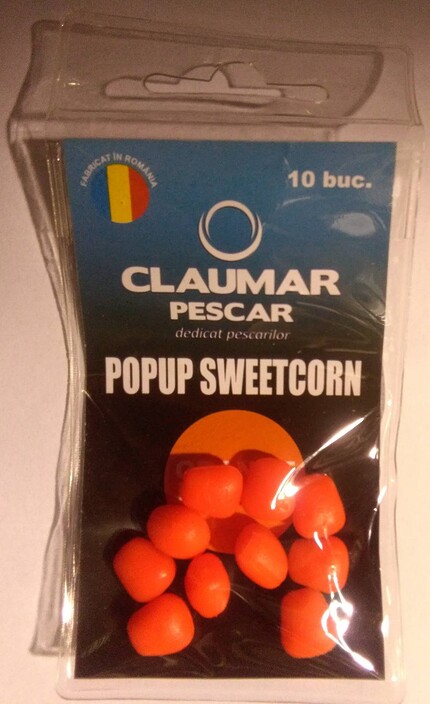 FABRICAT ÎN ROMÂNIA
10 buc.
CLAUMAR
PESCAR
dedicat pescarilor
POPUP SWEETCORN